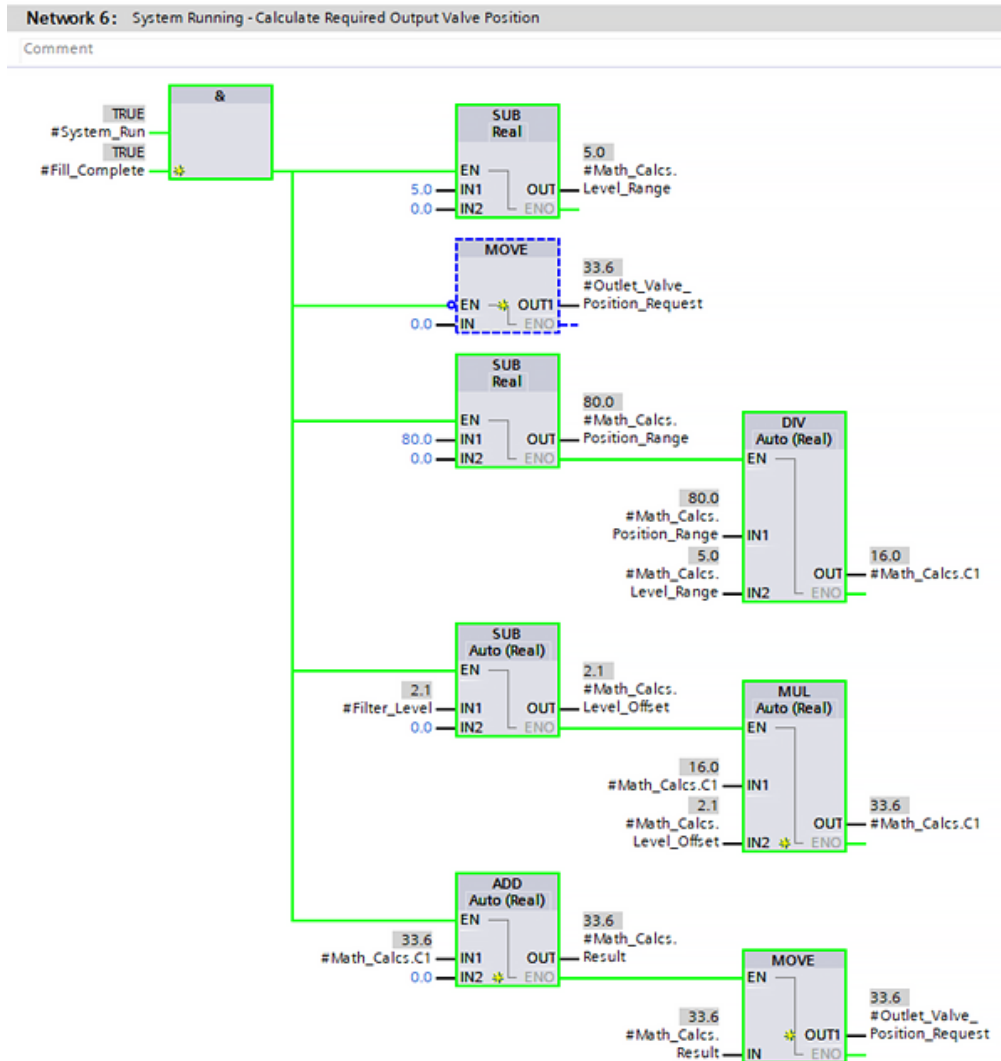 Network 6: System Running - Calculate Required Output Valve Position
Comment
&
TRUE
#System_Run
TRUE
#Fill_Complete
SUB
Real
EN
5.0 IN1 OUT
0.0 IN2 ENO
5.0
#Math_Calcs.
Level_Range
MOVE
EN OUT1
0.0 IN ENO
33.6
#Outlet_Valve_
Position_Request
SUB
Real
EN
80.0 IN1 OUT
0.0 IN2 ENO
80.0
#Math_Calcs.
Position_Range
DIV
Auto (Real)
EN
80.0
#Math_Calcs.
Position_Range IN1
5.0
#Math_Calcs.
Level_Range IN2
OUT
ENO
16.0
#Math_Calcs.C1
SUB
Auto (Real)
EN
2.1
#Filter_Level IN1 OUT
0.0 IN2 ENO
2.1
#Math_Calcs.
Level_Offset
MUL
Auto (Real)
EN
16.0
#Math_Calcs.C1 IN1
2.1
#Math_Calcs.
Level_Offset IN2
OUT
ENO
33.6
#Math_Calcs.C1
ADD
Auto (Real)
EN
33.6
#Math_Calcs.C1 IN1 OUT
0.0 IN2 ENO
33.6
#Math_Calcs.
Result
MOVE
EN
33.6
#Math_Calcs.
Result IN
OUT1
ENO
33.6
#Outlet_Valve_
Position_Request